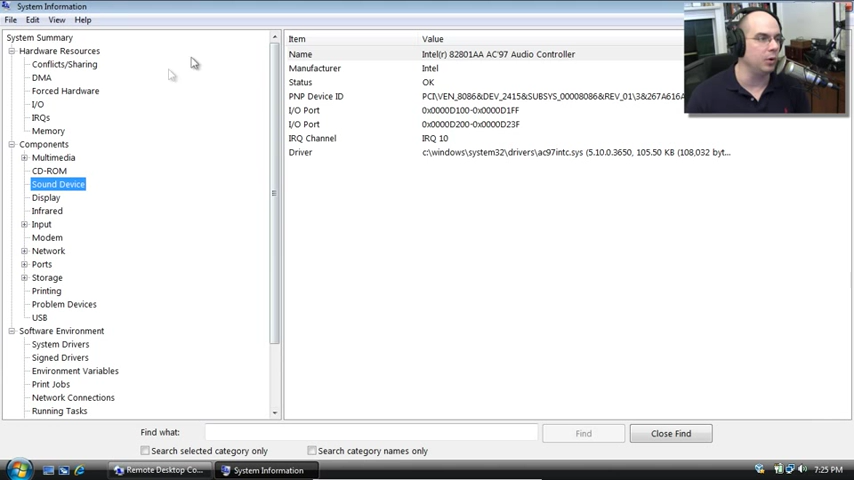 System Information
File Edit View Help
System Summary
Hardware Resources
Conflicts/Sharing
DMA
Forced Hardware
I/O
IRQs
Memory
Components
Multimedia
CD-ROM
Sound Device
Display
Infrared
Input
Modem
Network
Ports
Storage
Printing
Problem Devices
USB
Software Environment
System Drivers
Signed Drivers
Environment Variables
Print Jobs
Network Connections
Running Tasks
Item Value
Name Intel(r) 82801AA AC'97 Audio Controller
Manufacturer Intel
Status OK
PNP Device ID PCI\VEN_8086&DEV_2415&SUBSYS_00008086&REV_01\3&267A616A
I/O Port 0x0000D100-0x0000D1FF
I/O Port 0x0000D200-0x0000D23F
IRQ Channel IRQ 10
Driver c:\windows\system32\drivers\ac97intc.sys (5.10.0.3650, 105.50 KB (108,032 byt...
Find what: Find Close Find
Search selected category only Search category names only
Remote Desktop Co... System Information 7:25 PM